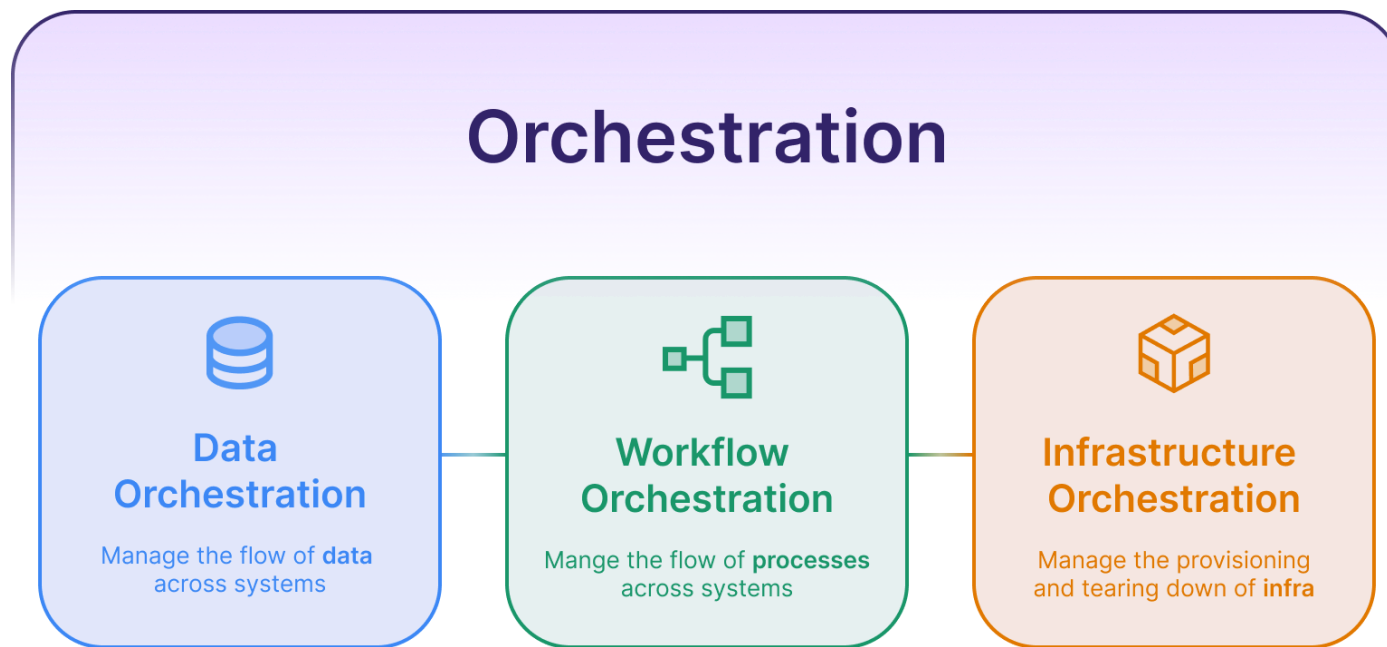 Orchestration
Data
Orchestration
Manage the flow of data
across systems
Workflow
Orchestration
Mange the flow of processes
across systems
Infrastructure
Orchestration
Manage the provisioning
and tearing down of infra